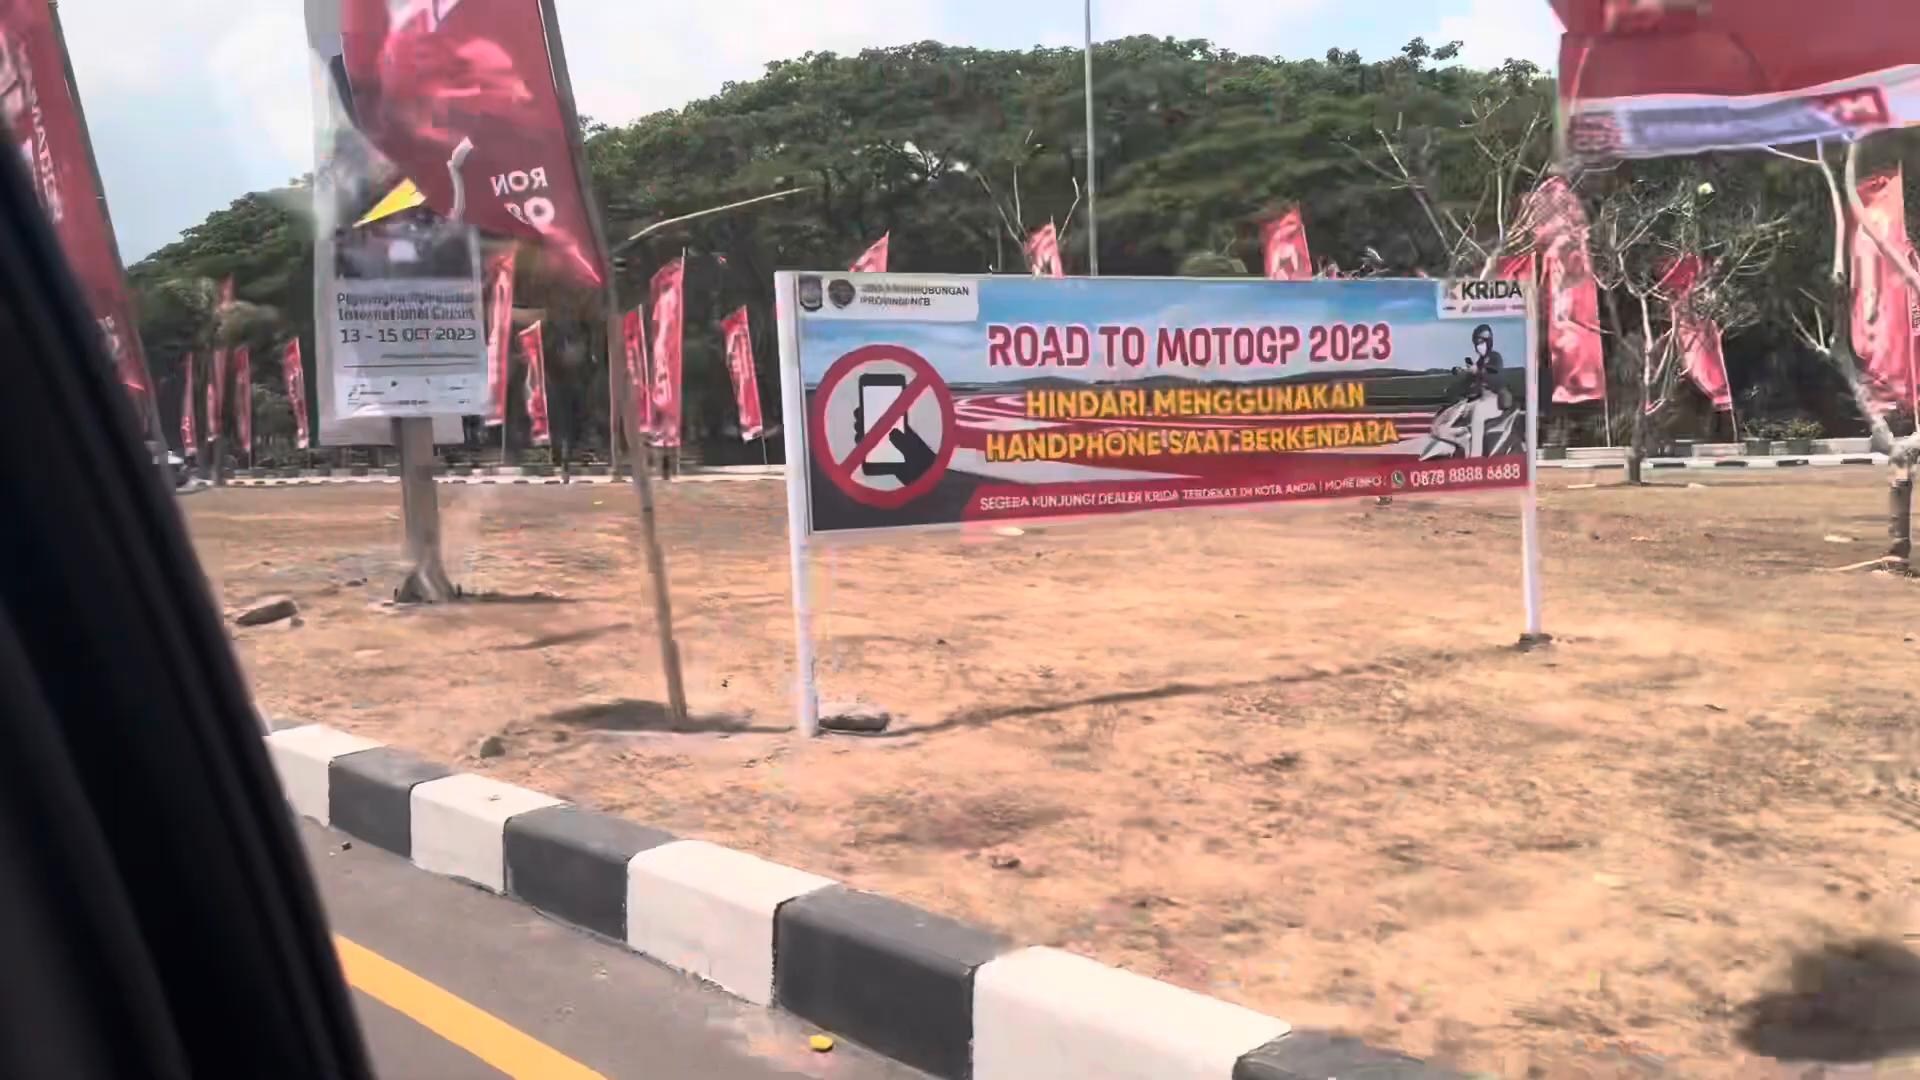 RON
International Circuit
13 - 15 OCT 2023
PROVINSI NTB
KRIDA
ROAD TO MOTOGP 2023
HINDARI MENGGUNAKAN
HANDPHONE SAAT BERKENDARA
SEGERA KUNJUNGI DEALER KRIDA TERDEKAT DI KOTA ANDA | MORE INFO : 0878 8888 6688